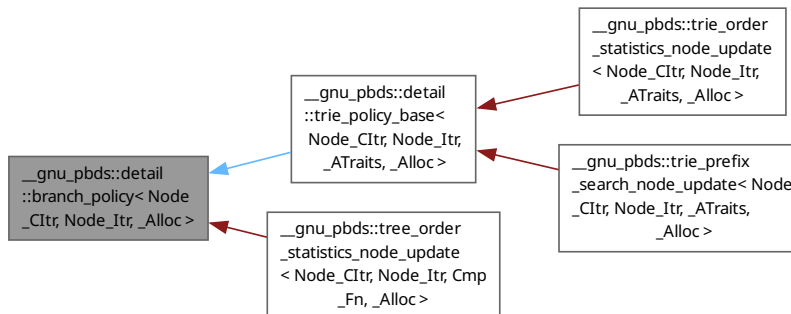 __gnu_pbds::trie_order
_statistics_node_update
< Node_CItr, Node_Itr,
_ATraits, _Alloc >
__gnu_pbds::detail
::trie_policy_base<
Node_CItr, Node_Itr,
_ATraits, _Alloc >
__gnu_pbds::trie_prefix
_search_node_update< Node
_CItr, Node_Itr, _ATraits,
_Alloc >
__gnu_pbds::detail
::branch_policy< Node
_CItr, Node_Itr, _Alloc >
__gnu_pbds::tree_order
_statistics_node_update
< Node_CItr, Node_Itr, Cmp
_Fn, _Alloc >